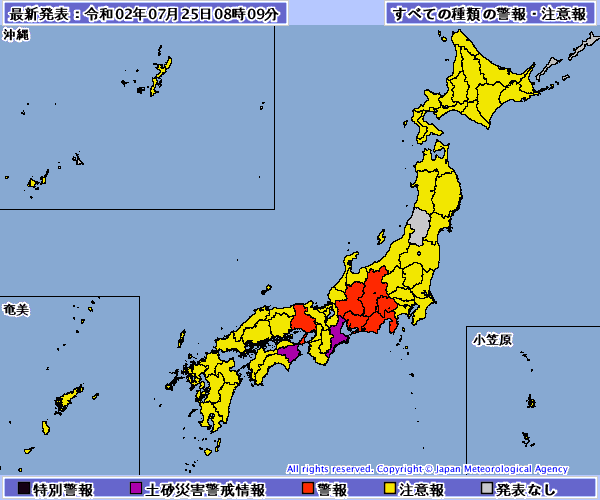 最新発表：令和02年07月25日08時09分
すべての種類の警報・注意報
沖縄
奄美
小笠原
All rights reserved. Copyright © Japan Meteorological Agency
特別警報 土砂災害警戒情報 警報 注意報 発表なし